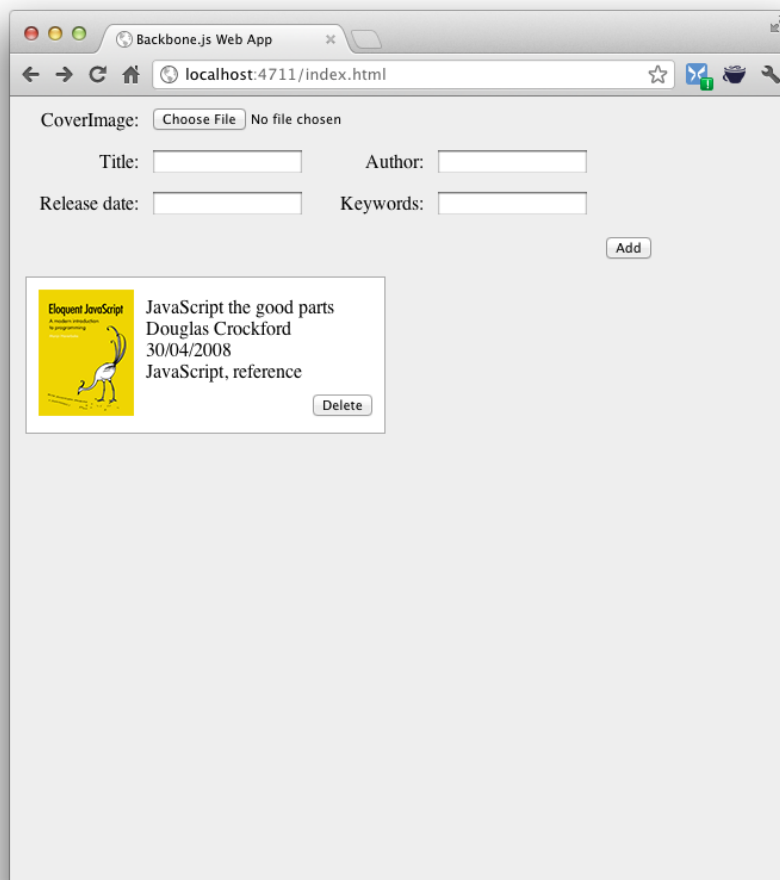 Backbone.js Web App
localhost:4711/index.html
CoverImage: Choose File No file chosen
Title: Author:
Release date: Keywords:
Add
Eloquent JavaScript
A modern introduction
to programming
JavaScript the good parts
Douglas Crockford
30/04/2008
JavaScript, reference
Delete